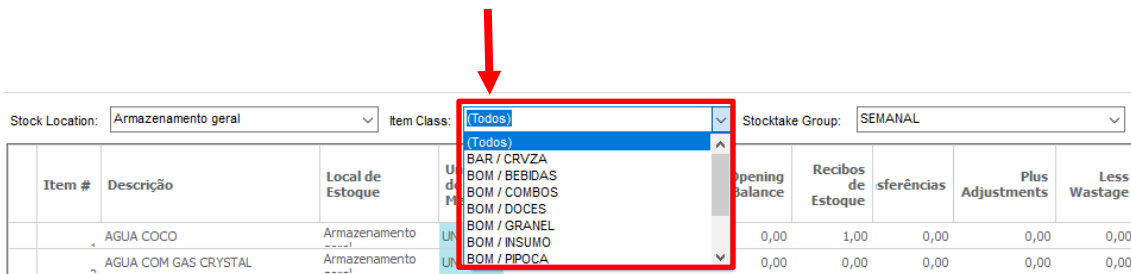 Stock Location: Armazenamento geral Item Class: (Todos) Stocktake Group: SEMANAL
(Todos)
BAR / CRVZA
BOM / BEBIDAS
BOM / COMBOS
BOM / DOCES
BOM / GRANEL
BOM / INSUMO
BOM / PIPOCA
Item # Descrição Local de Estoque Balance Recibos de Estoque Plus Adjustments Less Wastage
AGUA COCO Armazenamento UN 0,00 1,00 0,00 0,00 0,00
AGUA COM GAS CRYSTAL Armazenamento UN 0,00 0,00 0,00 0,00 0,00